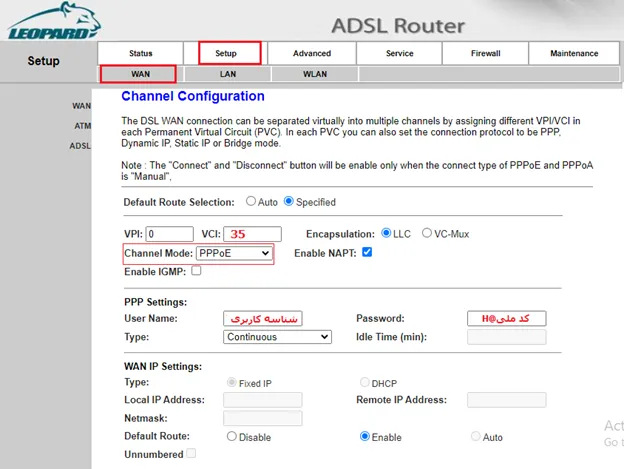 LEOPARD
ADSL Router
Setup
Status Setup Advanced Service Firewall Maintenance
WAN LAN WLAN
WAN
ATM
ADSL
Channel Configuration
The DSL WAN connection can be separated virtually into multiple channels by assigning different VPI/VCI in
each Permanent Virtual Circuit (PVC). In each PVC you can also set the connection protocol to be PPP,
Dynamic IP, Static IP or Bridge mode.
Note : The "Connect" and "Disconnect" button will be enable only when the connect type of PPPoE and PPPoA
is "Manual",
Default Route Selection: Auto Specified
VPI: 0 VCI: 35 Encapsulation: LLC VC-Mux
Channel Mode: PPPoE Enable NAPT:
Enable IGMP:
PPP Settings:
User Name: شناسه کاربری Password: H@کد ملی
Type: Continuous Idle Time (min):
WAN IP Settings:
Type: Fixed IP DHCP
Local IP Address: Remote IP Address:
Netmask:
Default Route: Disable Enable Auto
Unnumbered
Act
Go t